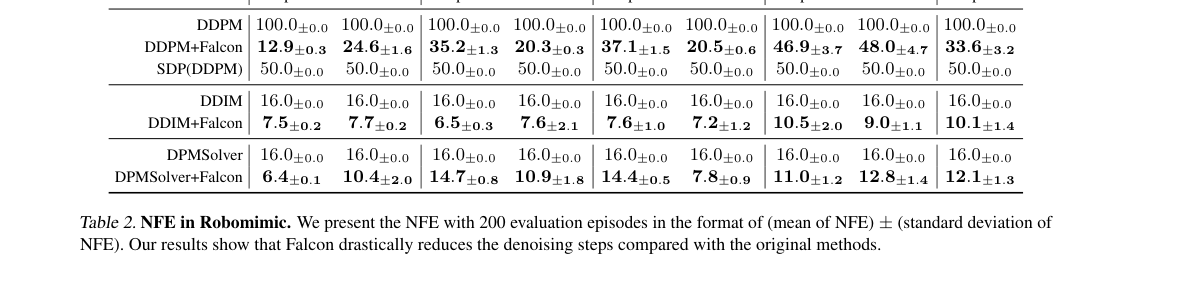 DDPM 100.0±0.0 100.0±0.0 100.0±0.0 100.0±0.0 100.0±0.0 100.0±0.0 100.0±0.0 100.0±0.0 100.0±0.0
DDPM+Falcon 12.9±0.3 24.6±1.6 35.2±1.3 20.3±0.3 37.1±1.5 20.5±0.6 46.9±3.7 48.0±4.7 33.6±3.2
SDP(DDPM) 50.0±0.0 50.0±0.0 50.0±0.0 50.0±0.0 50.0±0.0 50.0±0.0 50.0±0.0 50.0±0.0 50.0±0.0
DDIM 16.0±0.0 16.0±0.0 16.0±0.0 16.0±0.0 16.0±0.0 16.0±0.0 16.0±0.0 16.0±0.0 16.0±0.0
DDIM+Falcon 7.5±0.2 7.7±0.2 6.5±0.3 7.6±2.1 7.6±1.0 7.2±1.2 10.5±2.0 9.0±1.1 10.1±1.4
DPMSolver 16.0±0.0 16.0±0.0 16.0±0.0 16.0±0.0 16.0±0.0 16.0±0.0 16.0±0.0 16.0±0.0 16.0±0.0
DPMSolver+Falcon 6.4±0.1 10.4±2.0 14.7±0.8 10.9±1.8 14.4±0.5 7.8±0.9 11.0±1.2 12.8±1.4 12.1±1.3
Table 2. NFE in Robomimic. We present the NFE with 200 evaluation episodes in the format of (mean of NFE) ± (standard deviation of
NFE). Our results show that Falcon drastically reduces the denoising steps compared with the original methods.